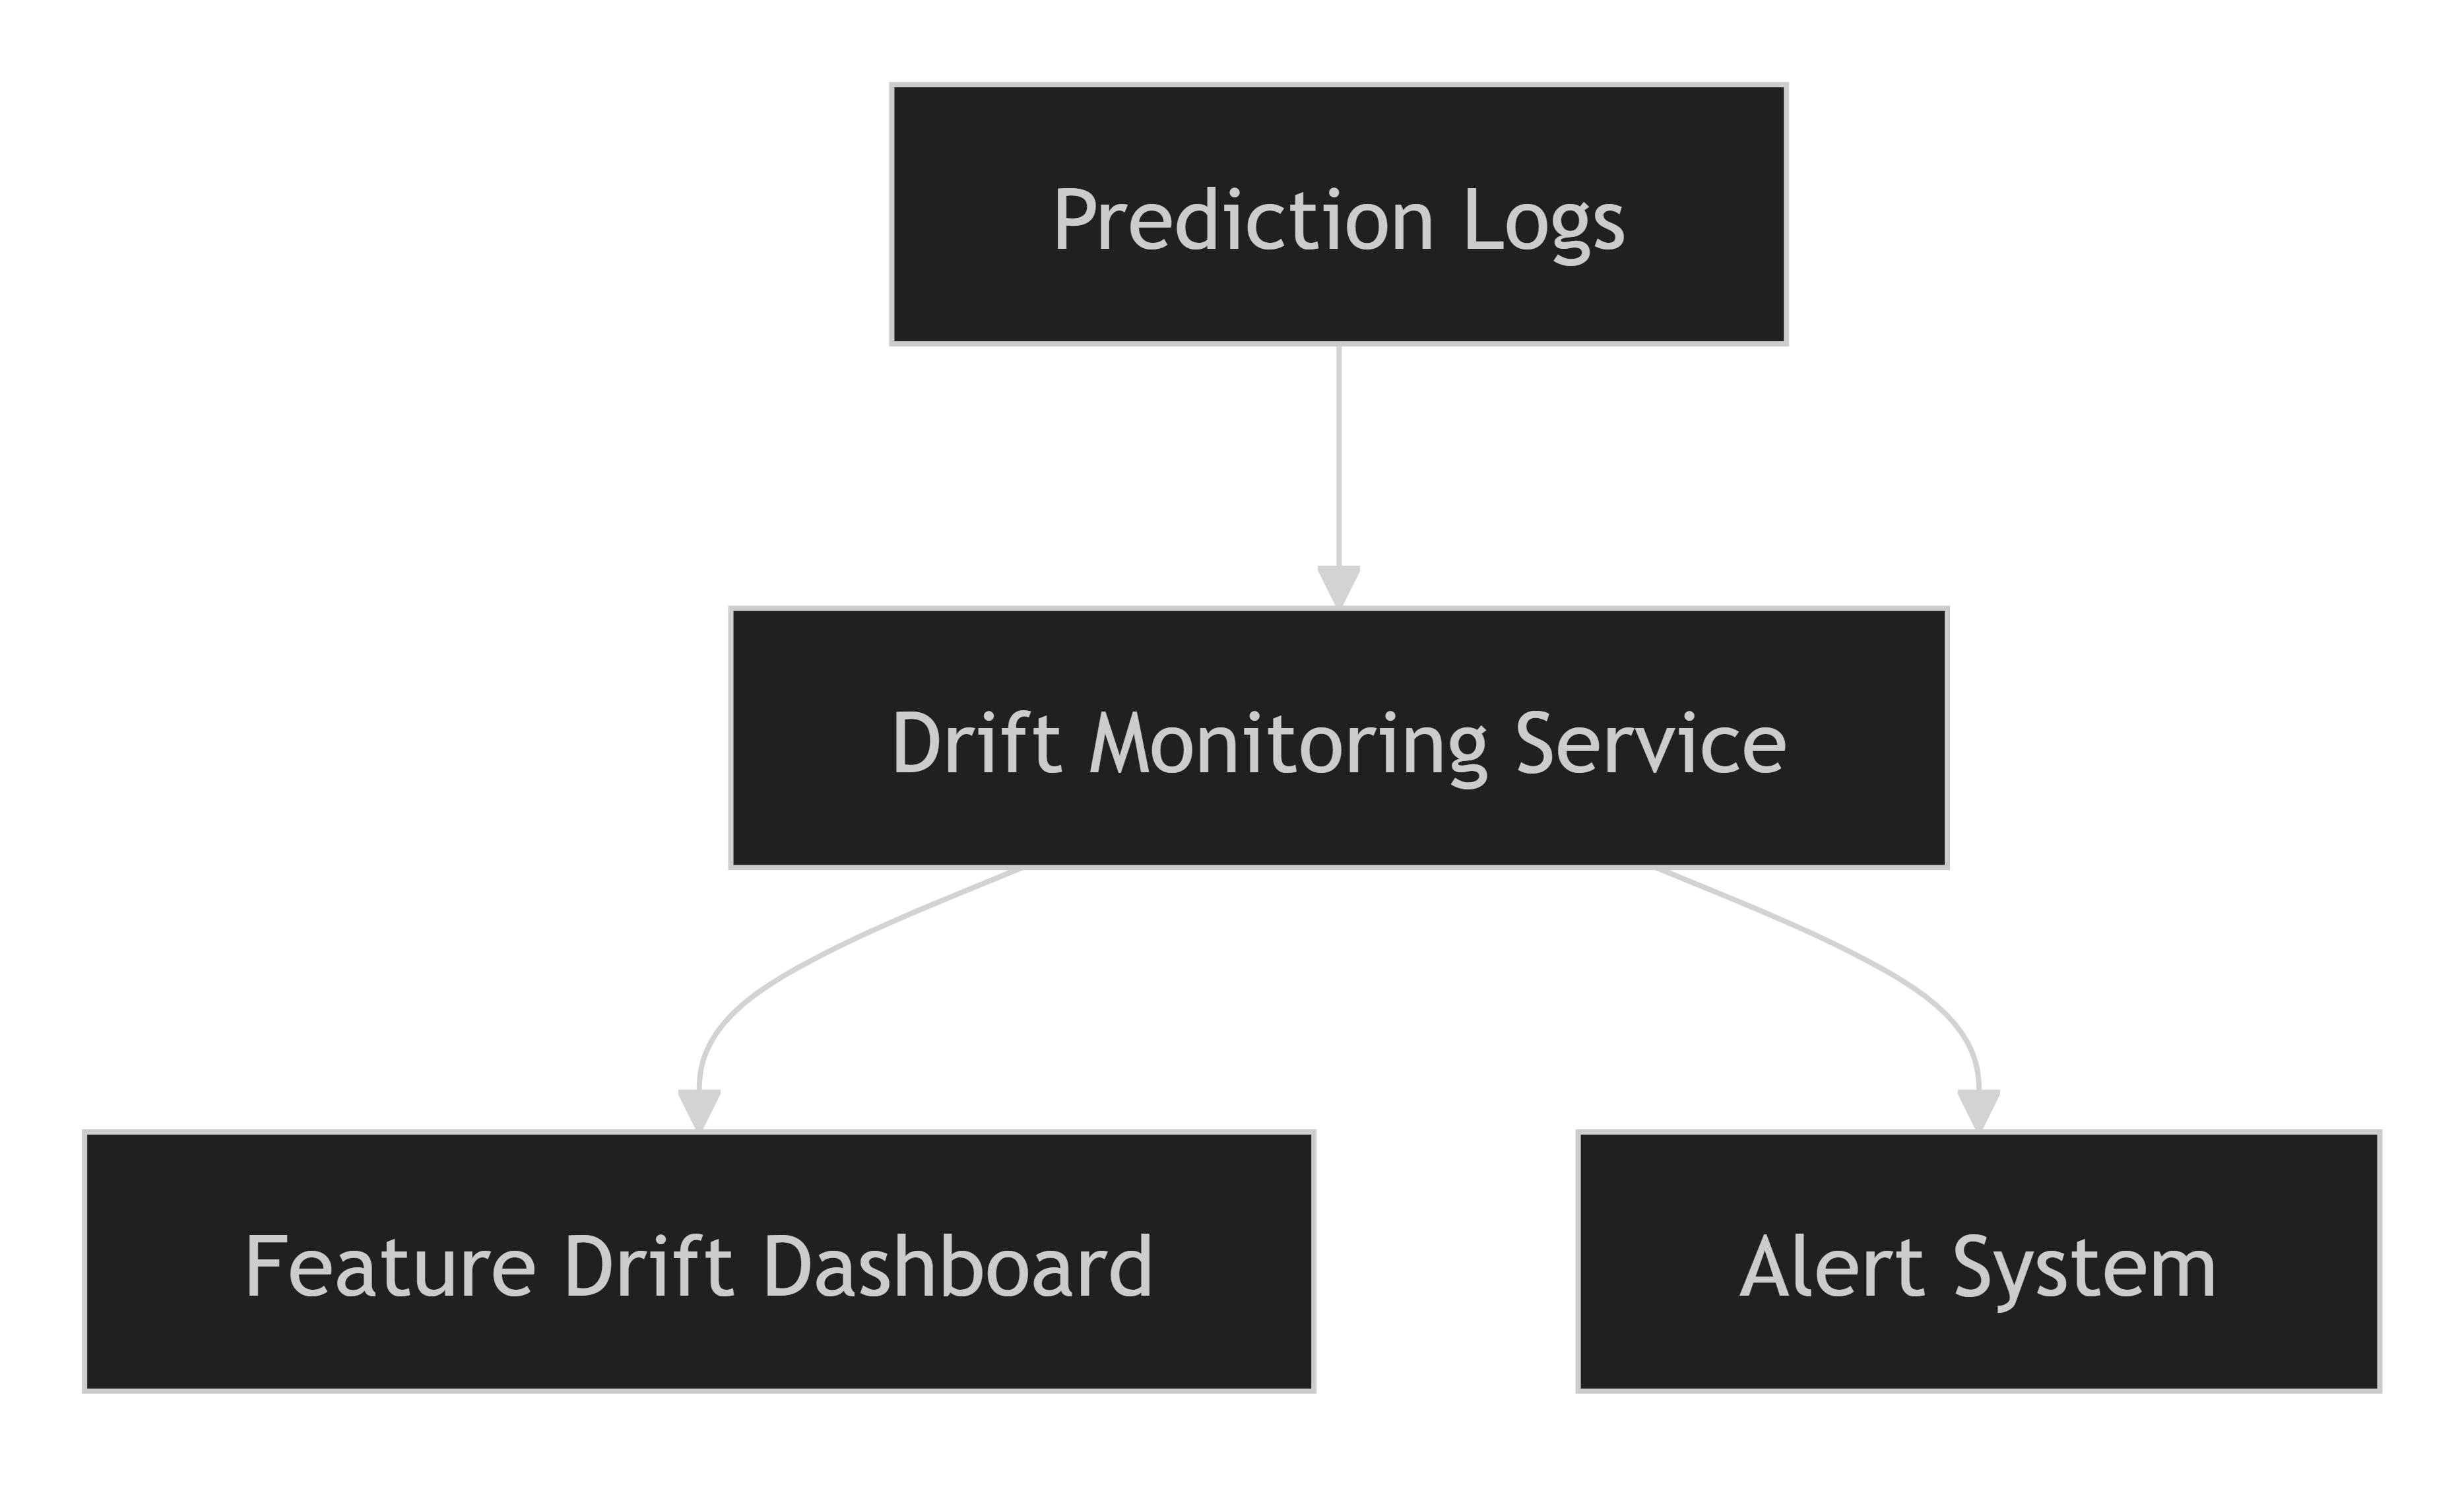 Prediction Logs
Drift Monitoring Service
Feature Drift Dashboard
Alert System